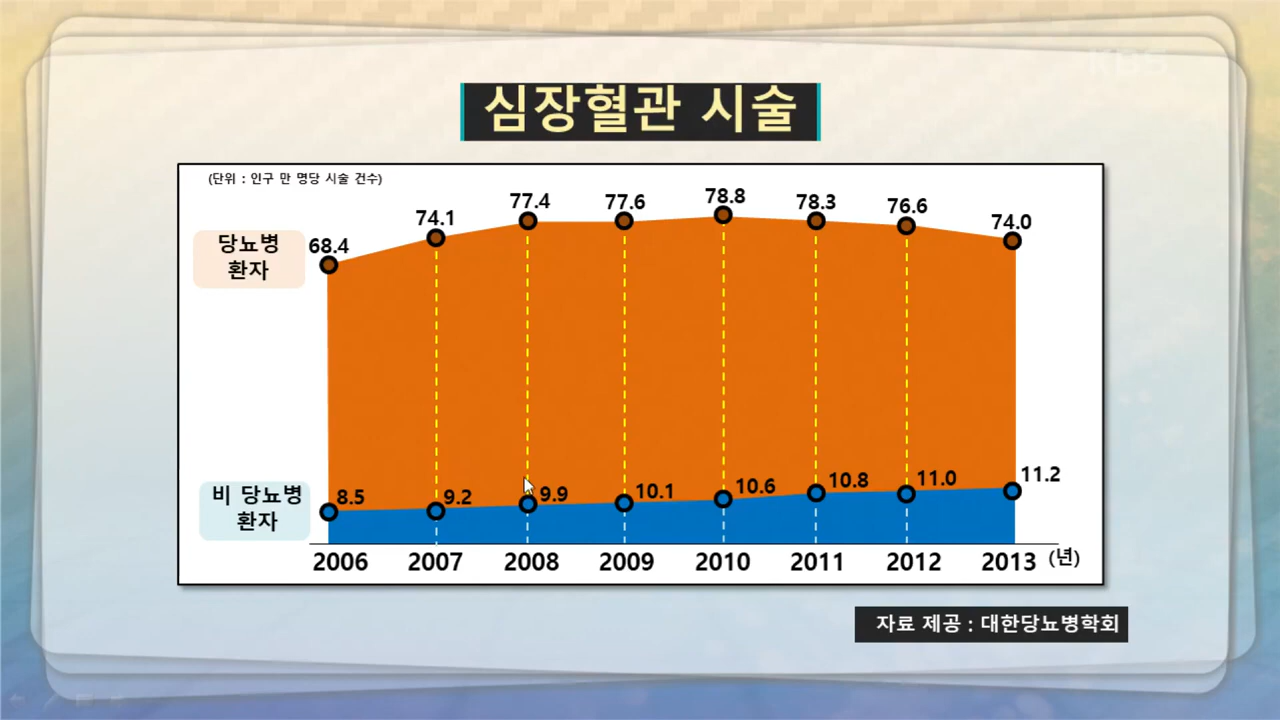 KBS
심장혈관 시술
(단위 : 인구 만 명당 시술 건수)
68.4 74.1 77.4 77.6 78.8 78.3 76.6 74.0
당뇨병
환자
8.5 9.2 9.9 10.1 10.6 10.8 11.0 11.2
비 당뇨병
환자
2006 2007 2008 2009 2010 2011 2012 2013 (년)
자료 제공 : 대한당뇨병학회